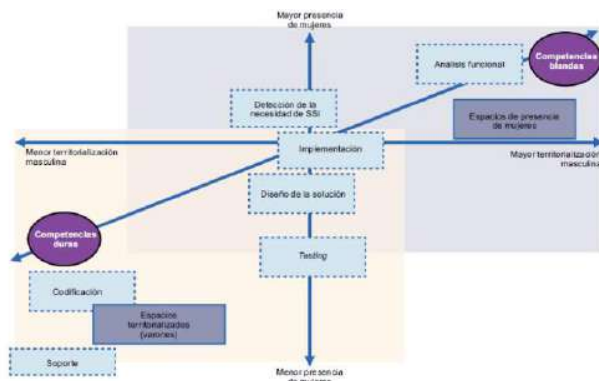 Mayor presencia
de mujeres
Análisis funcional
Competencias
blandas
Detección de la
necesidad de SSI
Espacios de presencia
de mujeres
Menor territorialización
masculina
Implementación
Mayor territorialización
masculina
Diseño de la solución
Competencias
duras
Testing
Codificación
Espacios
territorializados
(varones)
Soporte
Menor presencia
de mujeres